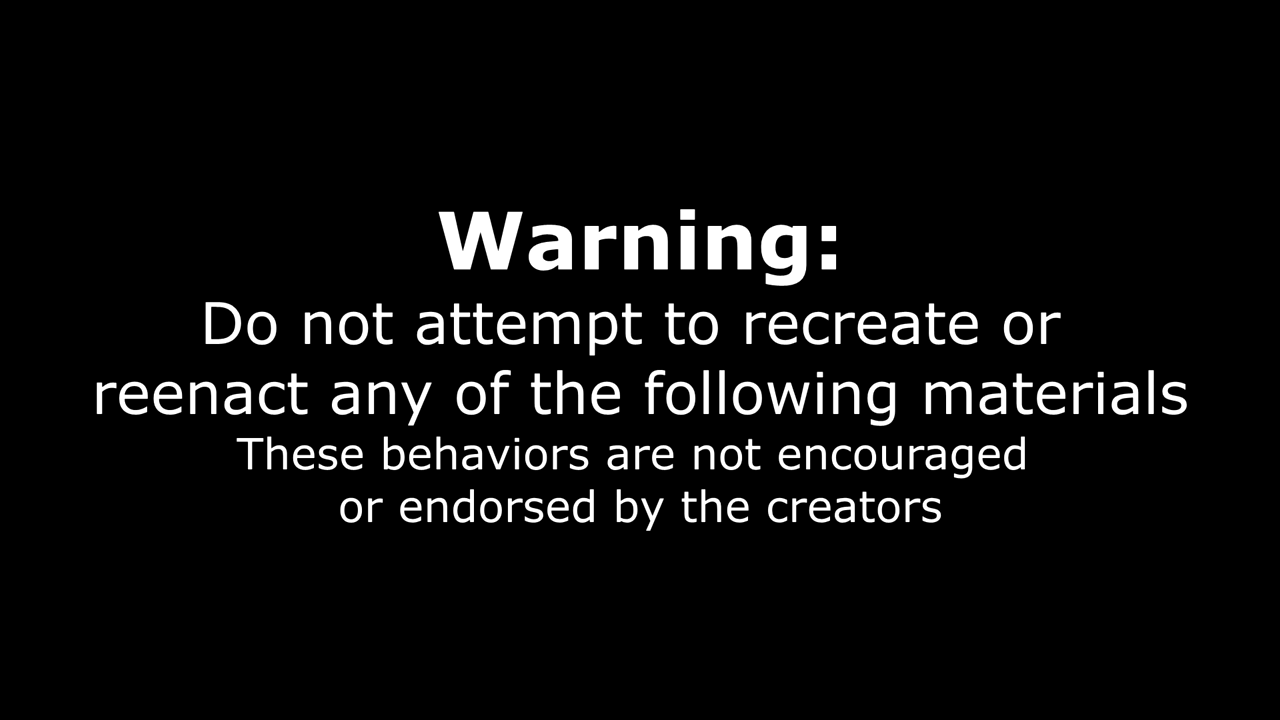 Warning:
Do not attempt to recreate or
reenact any of the following materials
These behaviors are not encouraged
or endorsed by the creators